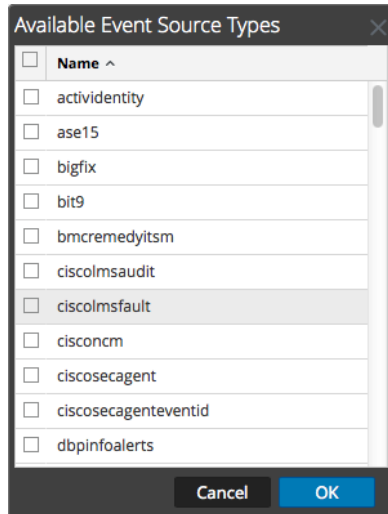 Available Event Source Types
Name
actividentity
ase15
bigfix
bit9
bmcremedyitsm
ciscolmsaudit
ciscolmsfault
cisconcm
ciscosecagent
ciscosecagenteventid
dbpinfoalerts
Cancel OK